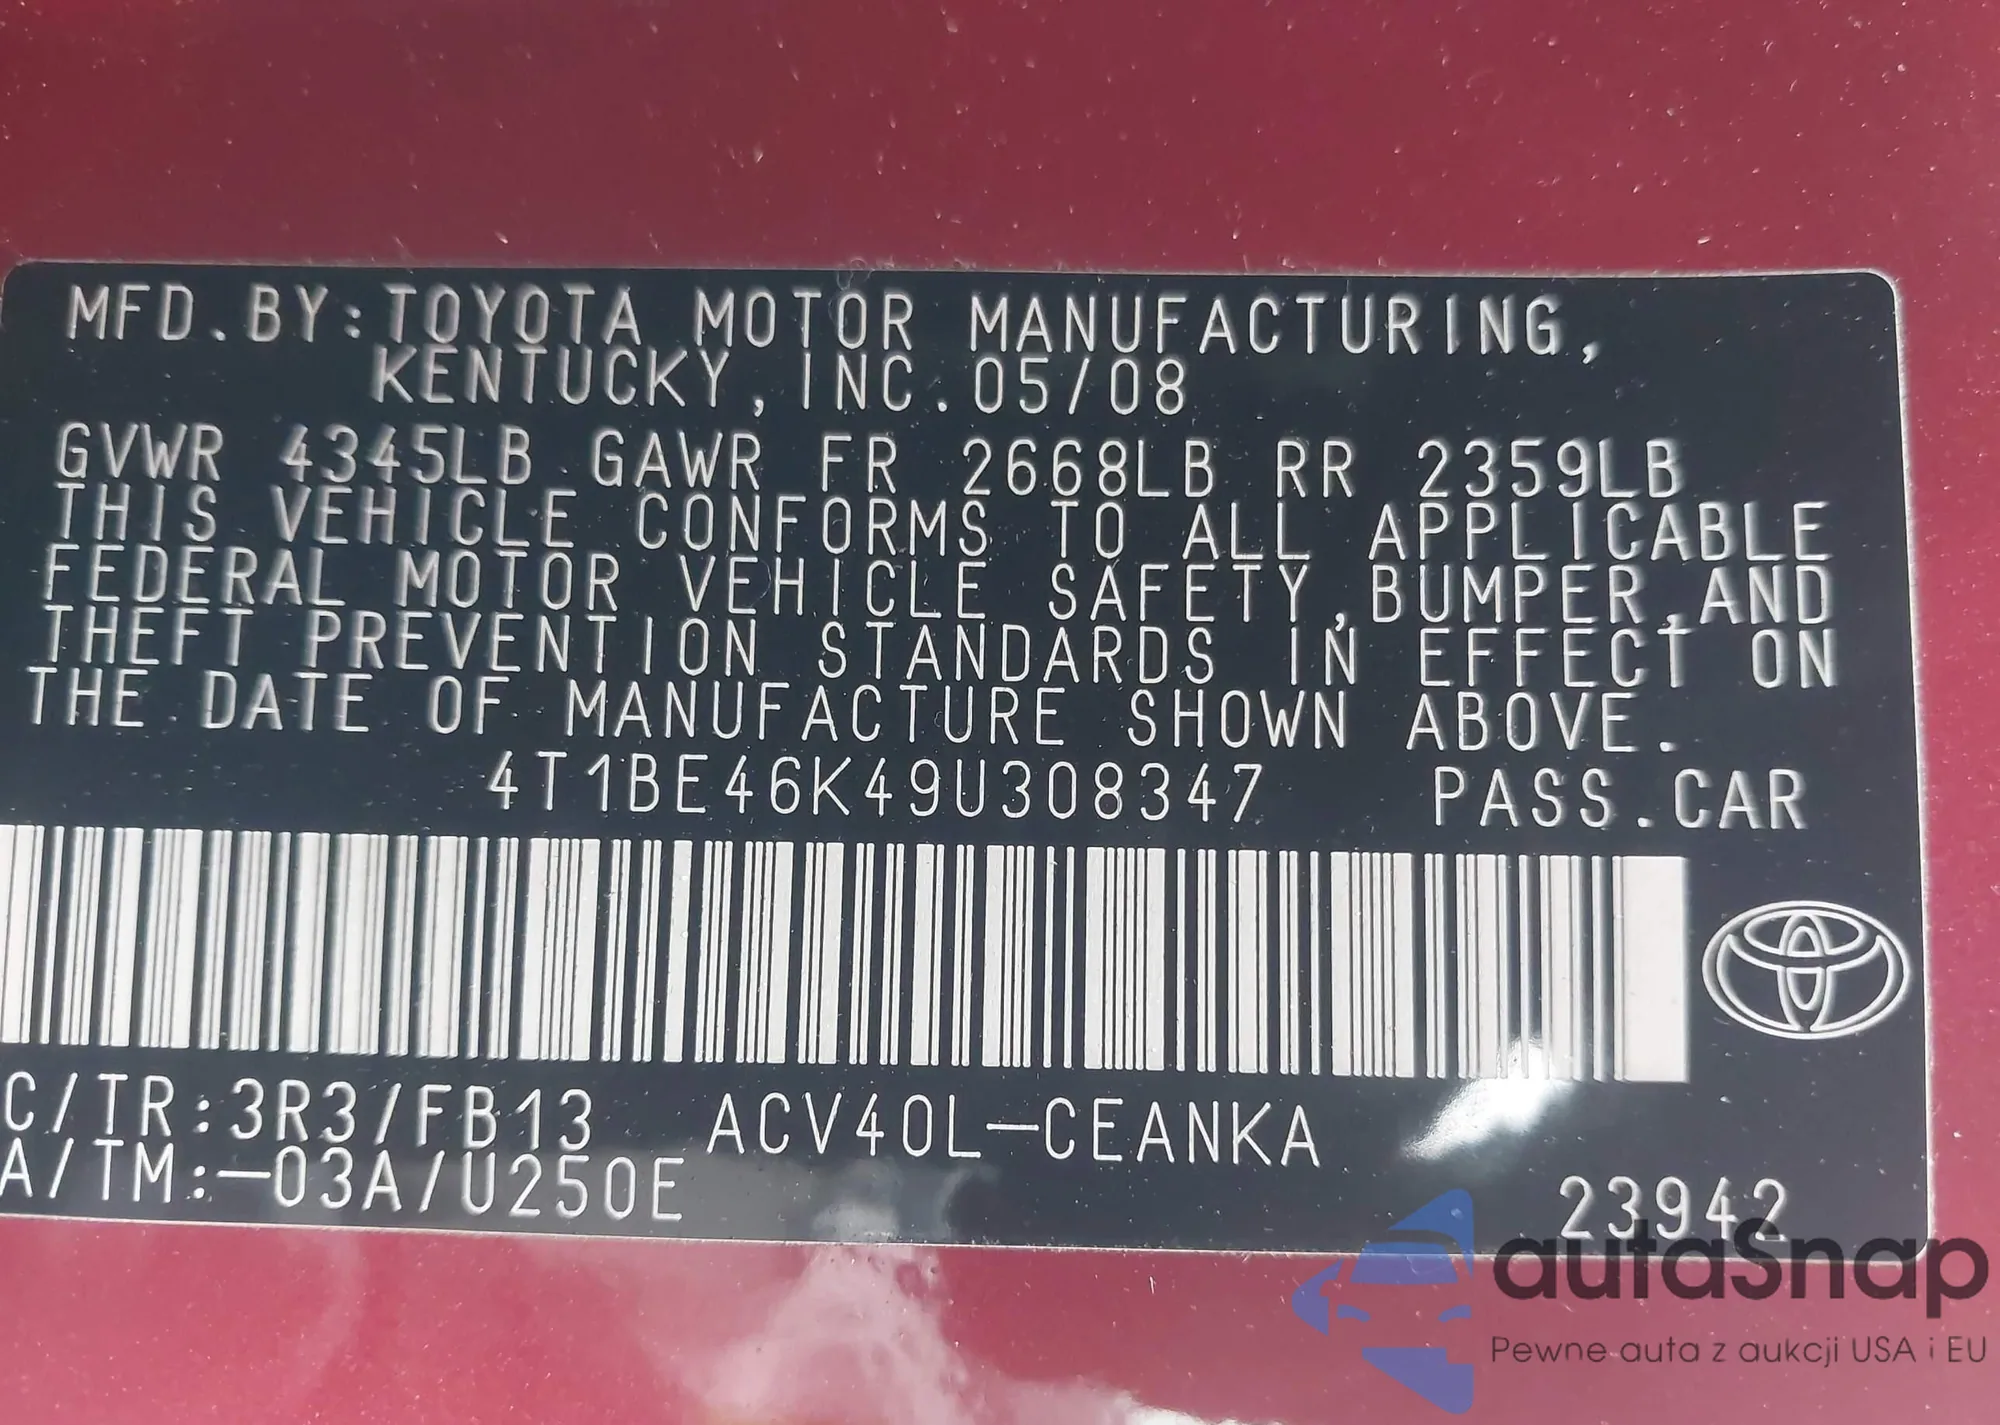 MFD.BY:TOYOTA MOTOR MANUFACTURING,
KENTUCKY,INC.05/08
GVWR 4345LB GAWR FR 2668LB RR 2359LB
THIS VEHICLE CONFORMS TO ALL APPLICABLE
FEDERAL MOTOR VEHICLE SAFETY,BUMPER,AND
THEFT PREVENTION STANDARDS IN EFFECT ON
THE DATE OF MANUFACTURE SHOWN ABOVE.
4T1BE46K49U308347 PASS.CAR
C/TR:3R3/FB13 ACV40L-CEANKA
A/TM:-03A/U250E
23942
autaSnap
Pewne auta z aukcji USA i EU